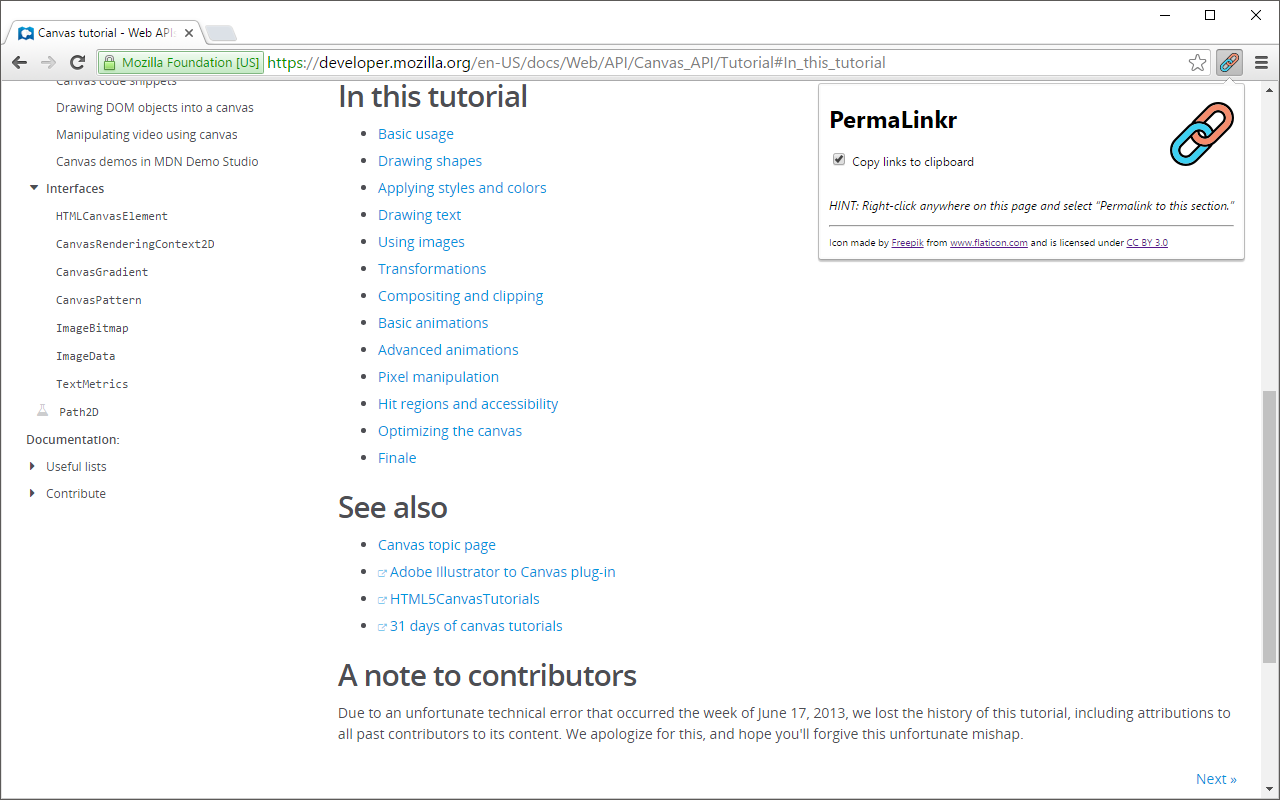 Canvas tutorial - Web API
Mozilla Foundation [US] https://developer.mozilla.org/en-US/docs/Web/API/Canvas_API/Tutorial#In_this_tutorial
Canvas code snippets
Drawing DOM objects into a canvas
Manipulating video using canvas
Canvas demos in MDN Demo Studio
Interfaces
HTMLCanvasElement
CanvasRenderingContext2D
CanvasGradient
CanvasPattern
ImageBitmap
ImageData
TextMetrics
Path2D
Documentation:
Useful lists
Contribute
In this tutorial
Basic usage
Drawing shapes
Applying styles and colors
Drawing text
Using images
Transformations
Compositing and clipping
Basic animations
Advanced animations
Pixel manipulation
Hit regions and accessibility
Optimizing the canvas
Finale
See also
Canvas topic page
Adobe Illustrator to Canvas plug-in
HTML5CanvasTutorials
31 days of canvas tutorials
A note to contributors
Due to an unfortunate technical error that occurred the week of June 17, 2013, we lost the history of this tutorial, including attributions to
all past contributors to its content. We apologize for this, and hope you'll forgive this unfortunate mishap.
Next »
PermaLinkr
Copy links to clipboard
HINT: Right-click anywhere on this page and select "Permalink to this section."
Icon made by Freepik from www.flaticon.com and is licensed under CC BY 3.0